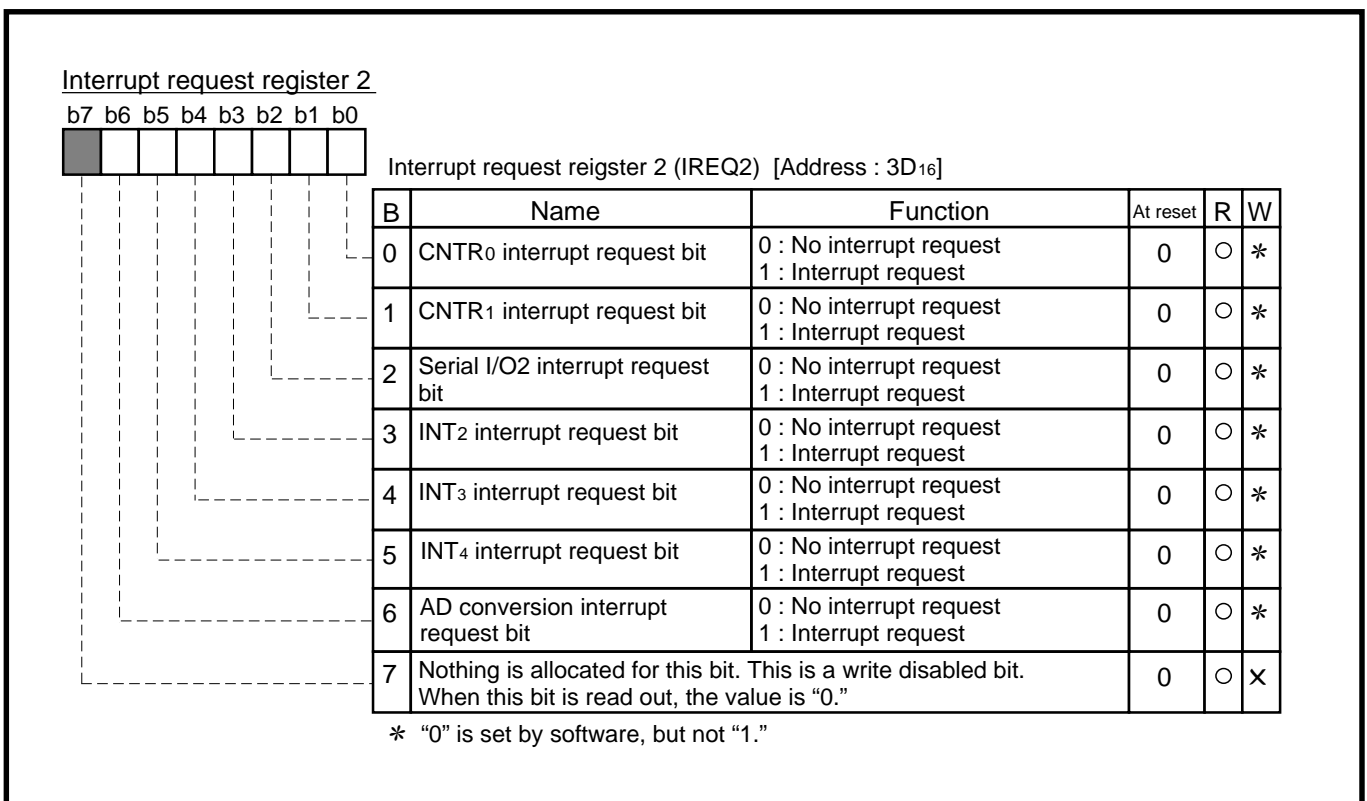 Interrupt request register 2
b7 b6 b5 b4 b3 b2 b1 b0
Interrupt request reigster 2 (IREQ2) [Address : 3D16]
B Name Function At reset R W
0 CNTR0 interrupt request bit 0 : No interrupt request 0 ○ *
1 : Interrupt request
1 CNTR1 interrupt request bit 0 : No interrupt request 0 ○ *
1 : Interrupt request
2 Serial I/O2 interrupt request 0 : No interrupt request 0 ○ *
bit 1 : Interrupt request
3 INT2 interrupt request bit 0 : No interrupt request 0 ○ *
1 : Interrupt request
4 INT3 interrupt request bit 0 : No interrupt request 0 ○ *
1 : Interrupt request
5 INT4 interrupt request bit 0 : No interrupt request 0 ○ *
1 : Interrupt request
6 AD conversion interrupt 0 : No interrupt request 0 ○ *
request bit 1 : Interrupt request
7 Nothing is allocated for this bit. This is a write disabled bit. 0 ○ ×
When this bit is read out, the value is “0.”
* “0” is set by software, but not “1.”